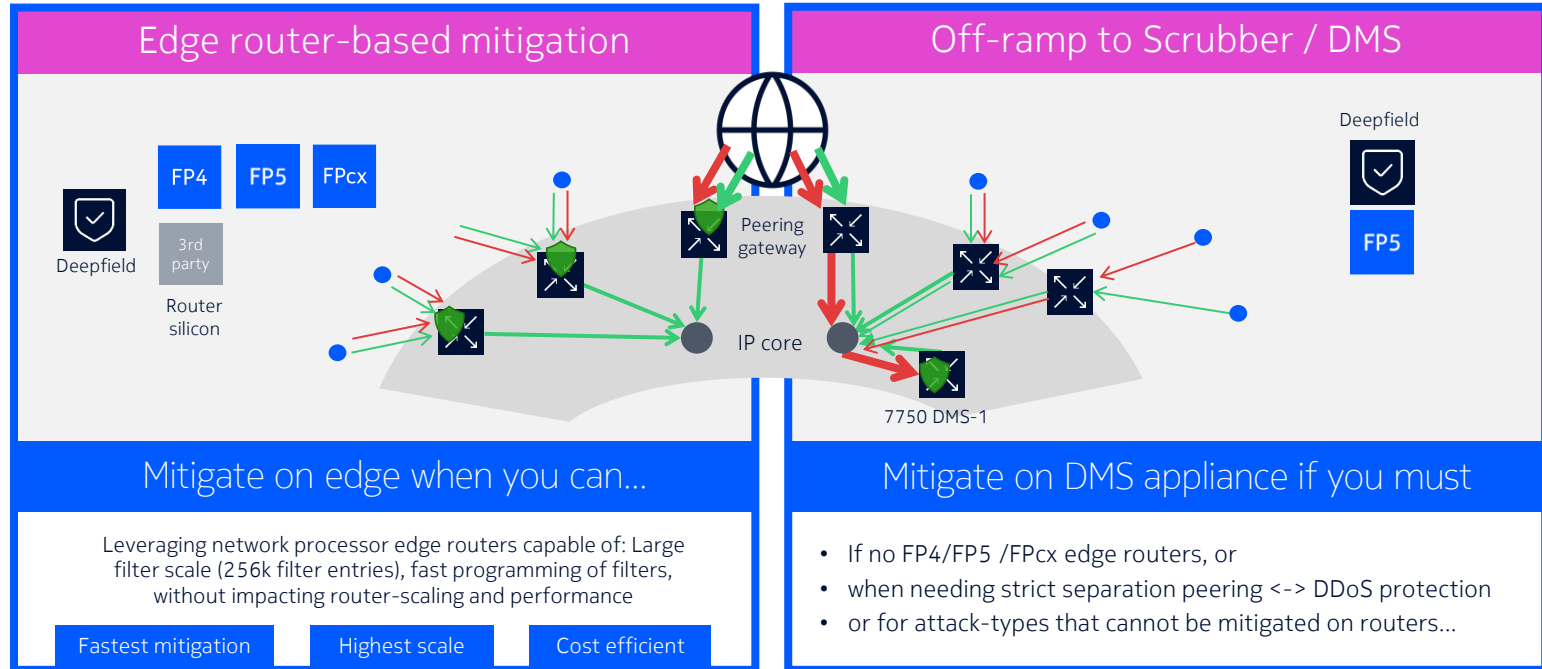 Edge router-based mitigation
FP4
FP5
FPcx
Deepfield
3rd
party
Router
silicon
Peering
gateway
IP core
Mitigate on edge when you can...
Leveraging network processor edge routers capable of: Large
filter scale (256k filter entries), fast programming of filters,
without impacting router-scaling and performance
Fastest mitigation
Highest scale
Cost efficient
Off-ramp to Scrubber / DMS
Deepfield
FP5
7750 DMS-1
Mitigate on DMS appliance if you must
• If no FP4/FP5 /FPcx edge routers, or
• when needing strict separation peering <-> DDoS protection
• or for attack-types that cannot be mitigated on routers...